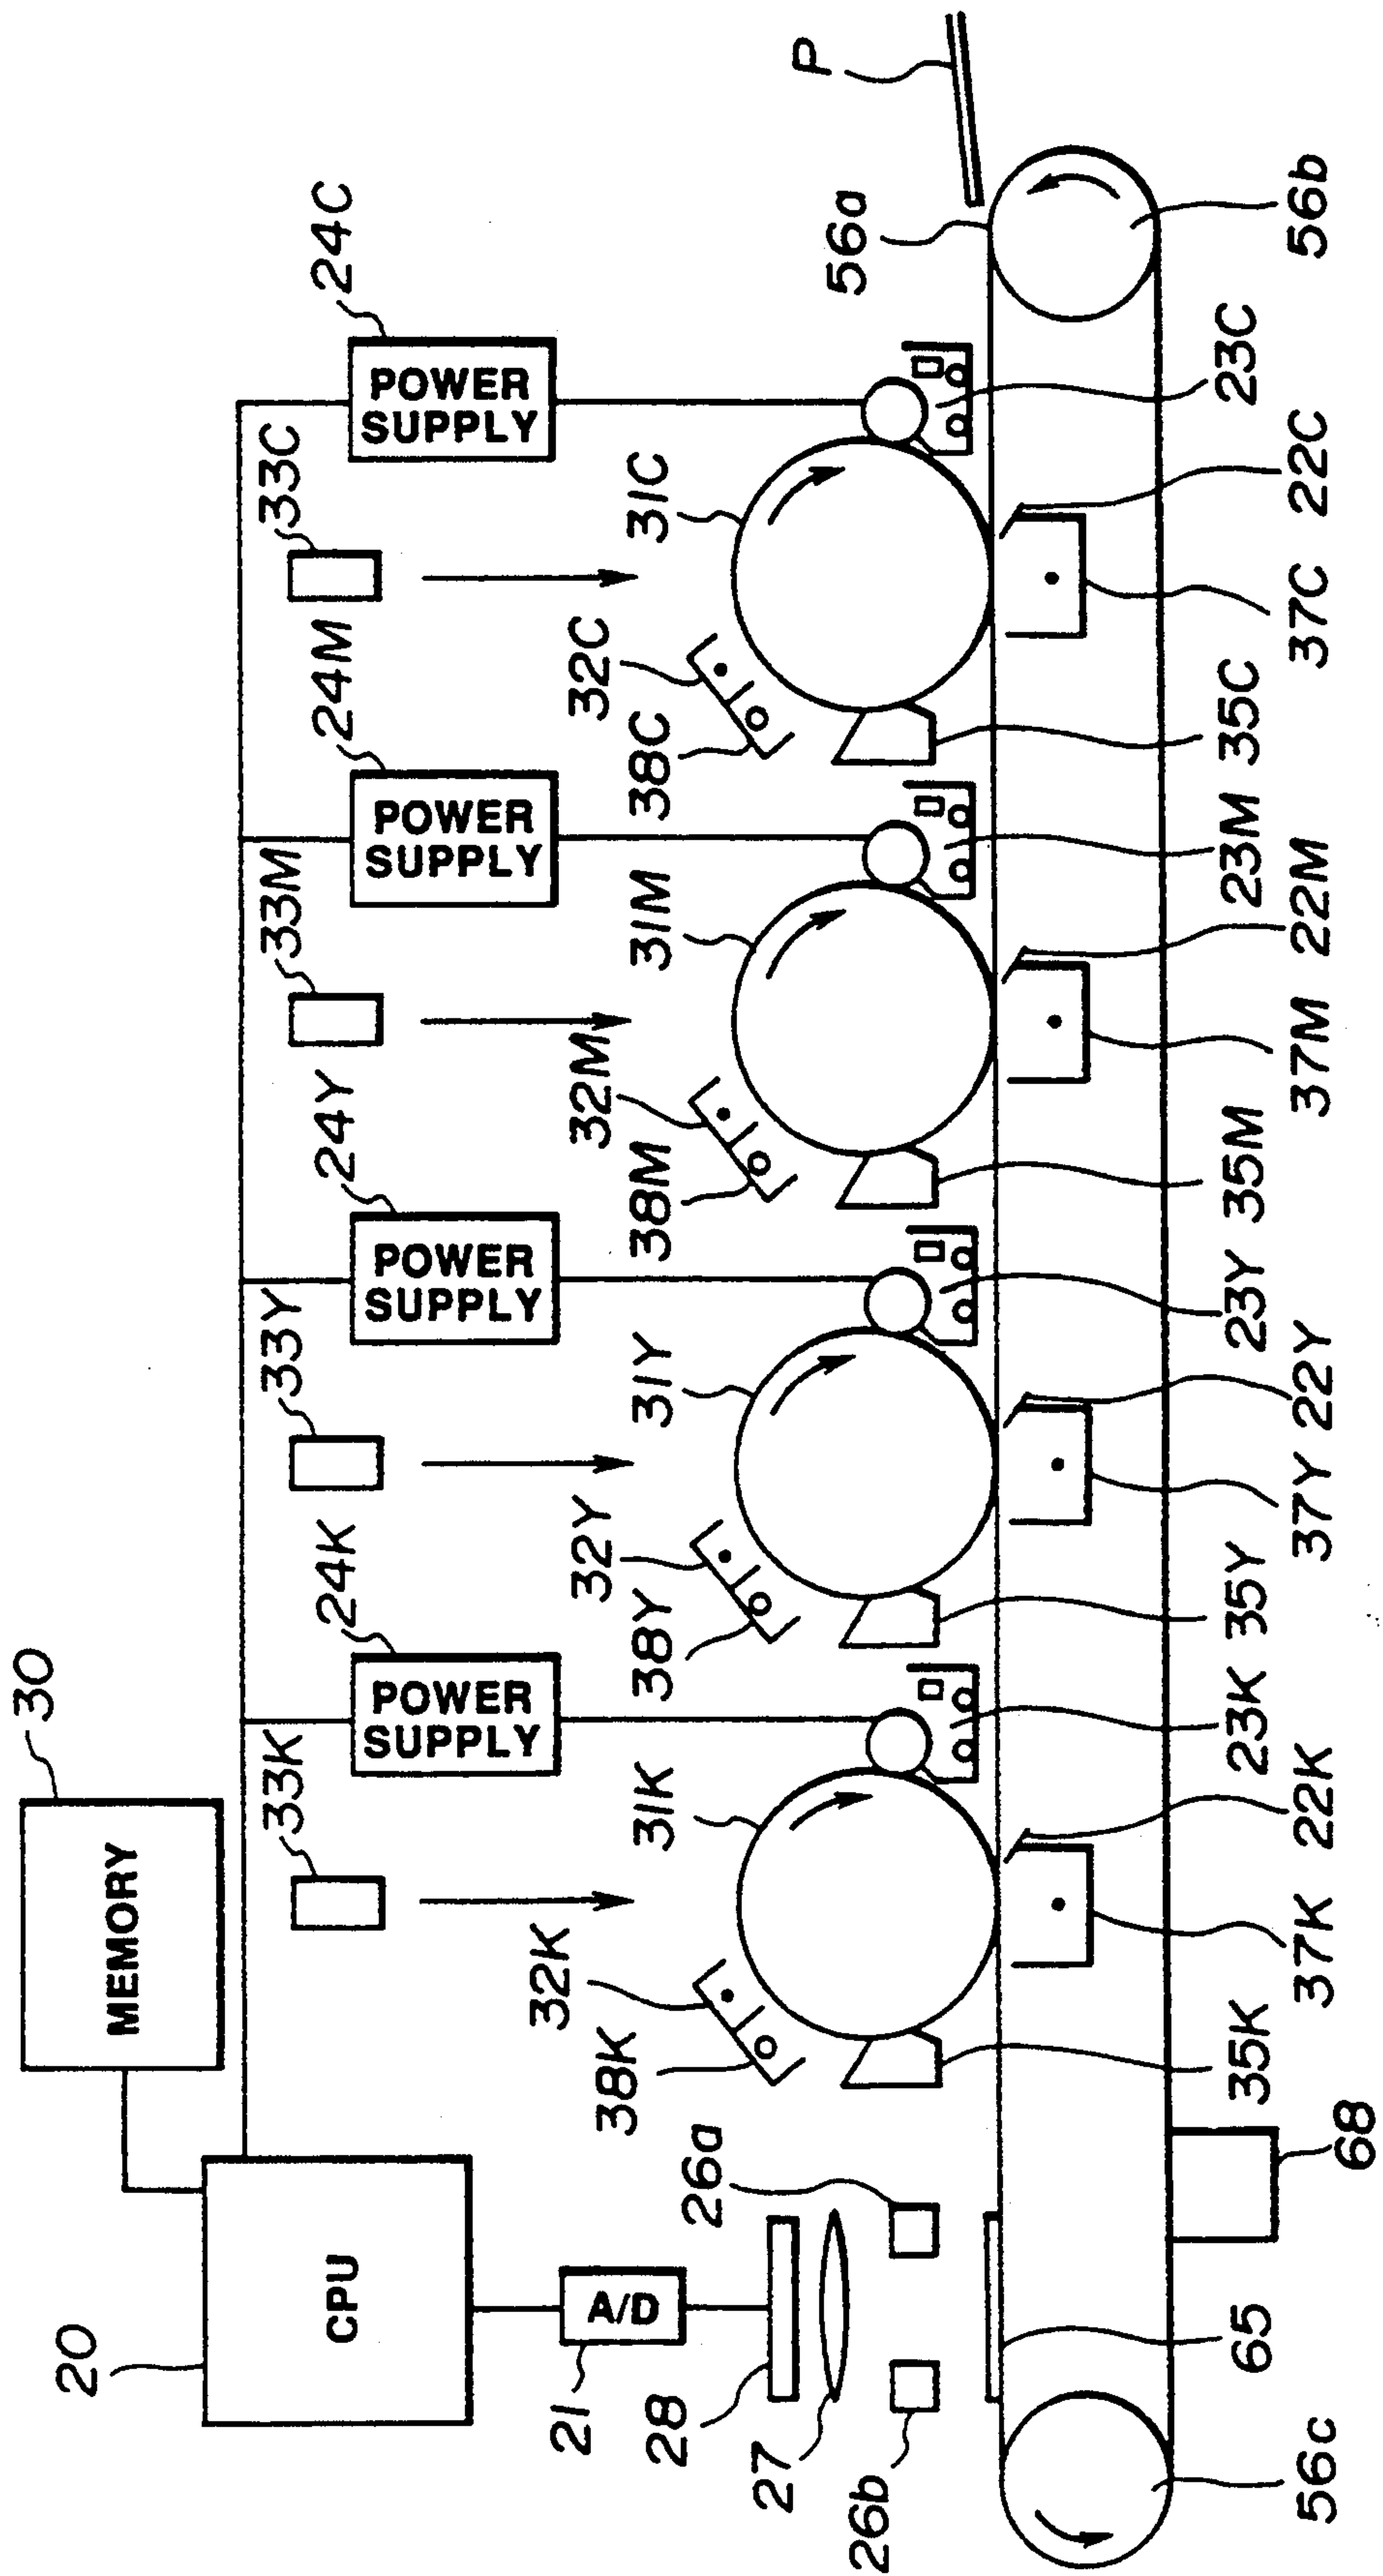 30
MEMORY
20
CPU
33K
33Y
33M
33C
24K
24Y
24M
24C
POWER
SUPPLY
POWER
SUPPLY
POWER
SUPPLY
POWER
SUPPLY
21
A/D
32K
32Y
32M
32C
38K
31K
38Y
31Y
38M
31M
38C
31C
28
26a
27
P
26b
56a
65
35K
23K
35Y
23Y
35M
23M
35C
23C
56c
68
37K
22K
37Y
22Y
37M
22M
37C
22C
56b